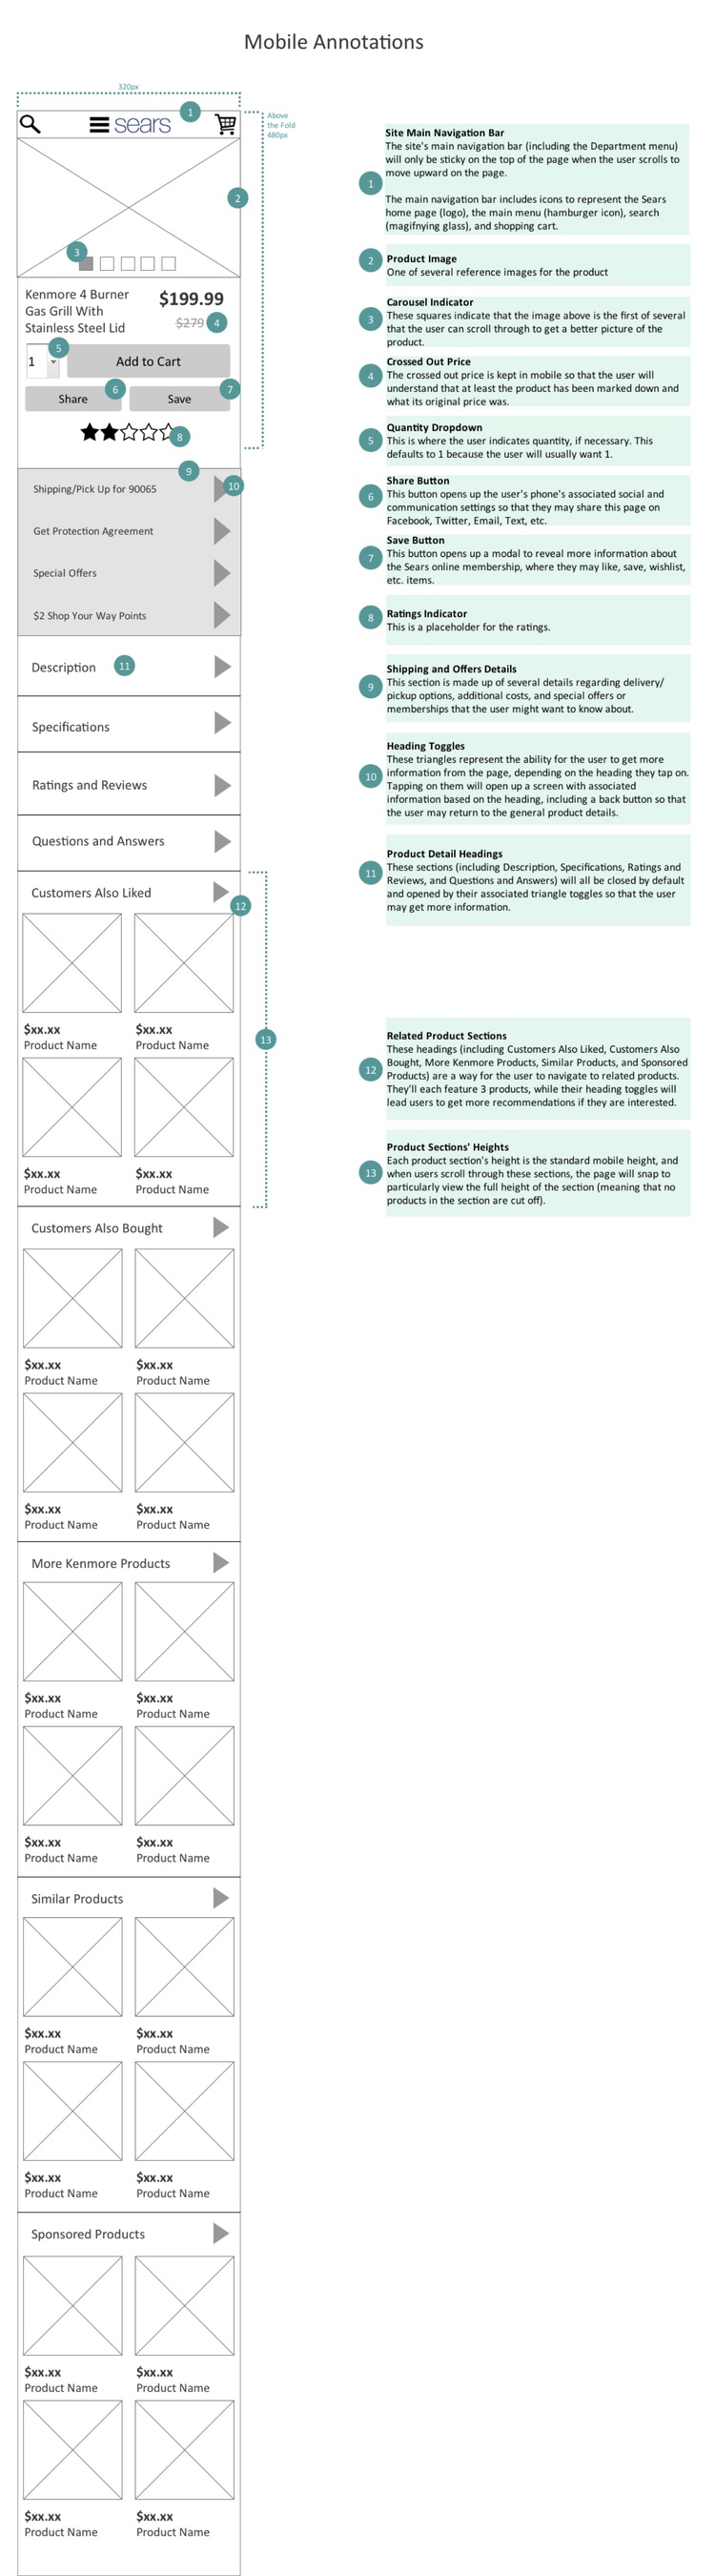 Mobile Annotations
320px
1
sears
Above
the Fold
480px
2
3
Kenmore 4 Burner
Gas Grill With
Stainless Steel Lid
$199.99
$279
4
5
1
Add to Cart
6
7
Share
Save
8
9
Shipping/Pick Up for 90065
10
Get Protection Agreement
Special Offers
$2 Shop Your Way Points
Description
11
Specifications
Ratings and Reviews
Questions and Answers
Customers Also Liked
12
$xx.xx
Product Name
$xx.xx
Product Name
13
$xx.xx
Product Name
$xx.xx
Product Name
Customers Also Bought
$xx.xx
Product Name
$xx.xx
Product Name
$xx.xx
Product Name
$xx.xx
Product Name
More Kenmore Products
$xx.xx
Product Name
$xx.xx
Product Name
$xx.xx
Product Name
$xx.xx
Product Name
Similar Products
$xx.xx
Product Name
$xx.xx
Product Name
$xx.xx
Product Name
$xx.xx
Product Name
Sponsored Products
$xx.xx
Product Name
$xx.xx
Product Name
$xx.xx
Product Name
$xx.xx
Product Name
1
Site Main Navigation Bar
The site's main navigation bar (including the Department menu)
will only be sticky on the top of the page when the user scrolls to
move upward on the page.
The main navigation bar includes icons to represent the Sears
home page (logo), the main menu (hamburger icon), search
(magifnying glass), and shopping cart.
2
Product Image
One of several reference images for the product
3
Carousel Indicator
These squares indicate that the image above is the first of several
that the user can scroll through to get a better picture of the
product.
4
Crossed Out Price
The crossed out price is kept in mobile so that the user will
understand that at least the product has been marked down and
what its original price was.
5
Quantity Dropdown
This is where the user indicates quantity, if necessary. This
defaults to 1 because the user will usually want 1.
6
Share Button
This button opens up the user's phone's associated social and
communication settings so that they may share this page on
Facebook, Twitter, Email, Text, etc.
7
Save Button
This button opens up a modal to reveal more information about
the Sears online membership, where they may like, save, wishlist,
etc. items.
8
Ratings Indicator
This is a placeholder for the ratings.
9
Shipping and Offers Details
This section is made up of several details regarding delivery/
pickup options, additional costs, and special offers or
memberships that the user might want to know about.
10
Heading Toggles
These triangles represent the ability for the user to get more
information from the page, depending on the heading they tap on.
Tapping on them will open up a screen with associated
information based on the heading, including a back button so that
the user may return to the general product details.
11
Product Detail Headings
These sections (including Description, Specifications, Ratings and
Reviews, and Questions and Answers) will all be closed by default
and opened by their associated triangle toggles so that the user
may get more information.
12
Related Product Sections
These headings (including Customers Also Liked, Customers Also
Bought, More Kenmore Products, Similar Products, and Sponsored
Products) are a way for the user to navigate to related products.
They'll each feature 3 products, while their heading toggles will
lead users to get more recommendations if they are interested.
13
Product Sections' Heights
Each product section's height is the standard mobile height, and
when users scroll through these sections, the page will snap to
particularly view the full height of the section (meaning that no
products in the section are cut off).